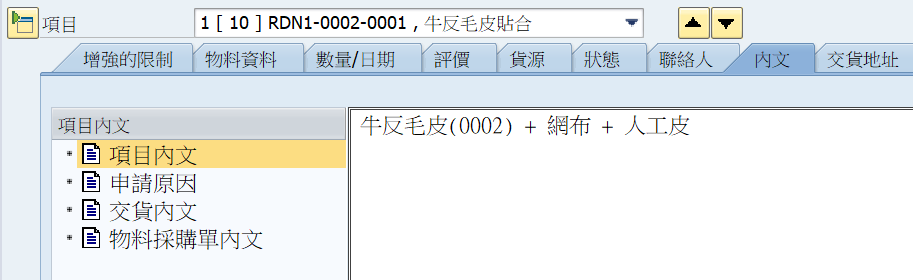 項目 1 [ 10 ] RDN1-0002-0001 , 牛反毛皮貼合
增強的限制 物料資料 數量/日期 評價 貨源 狀態 聯絡人 內文 交貨地址
項目內文
牛反毛皮(0002) + 網布 + 人工皮
項目內文
申請原因
交貨內文
物料採購單內文